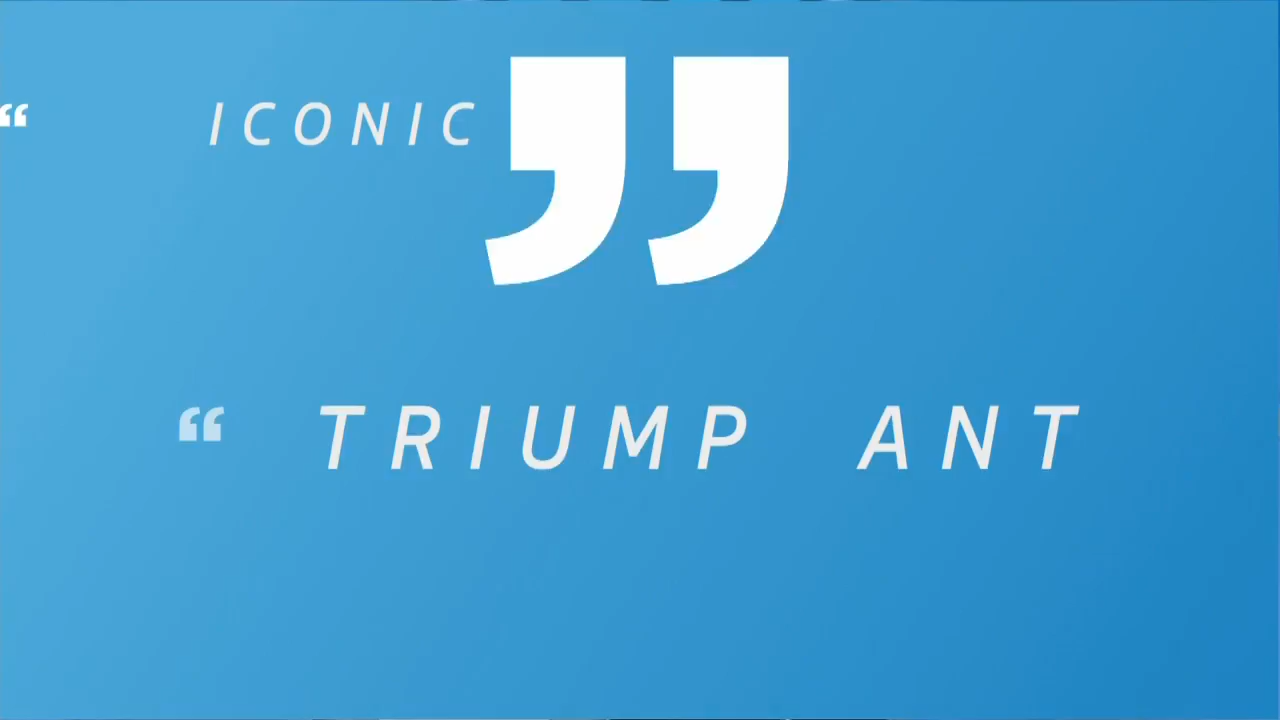 “ ICONIC ”
“ TRIUMP ANT